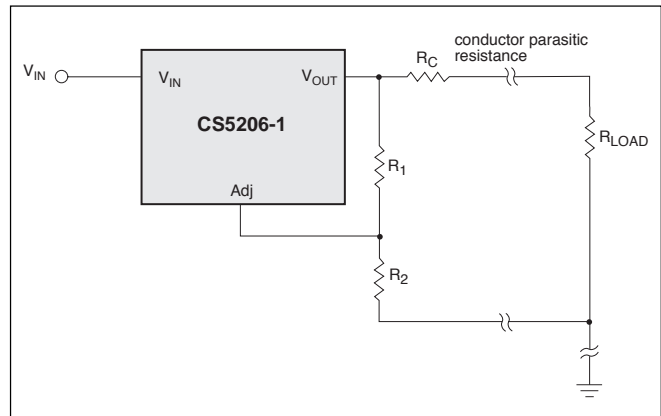 conductor parasitic
resistance
R_C
V_IN
V_IN
V_OUT
CS5206-1
R_LOAD
R_1
Adj
R_2